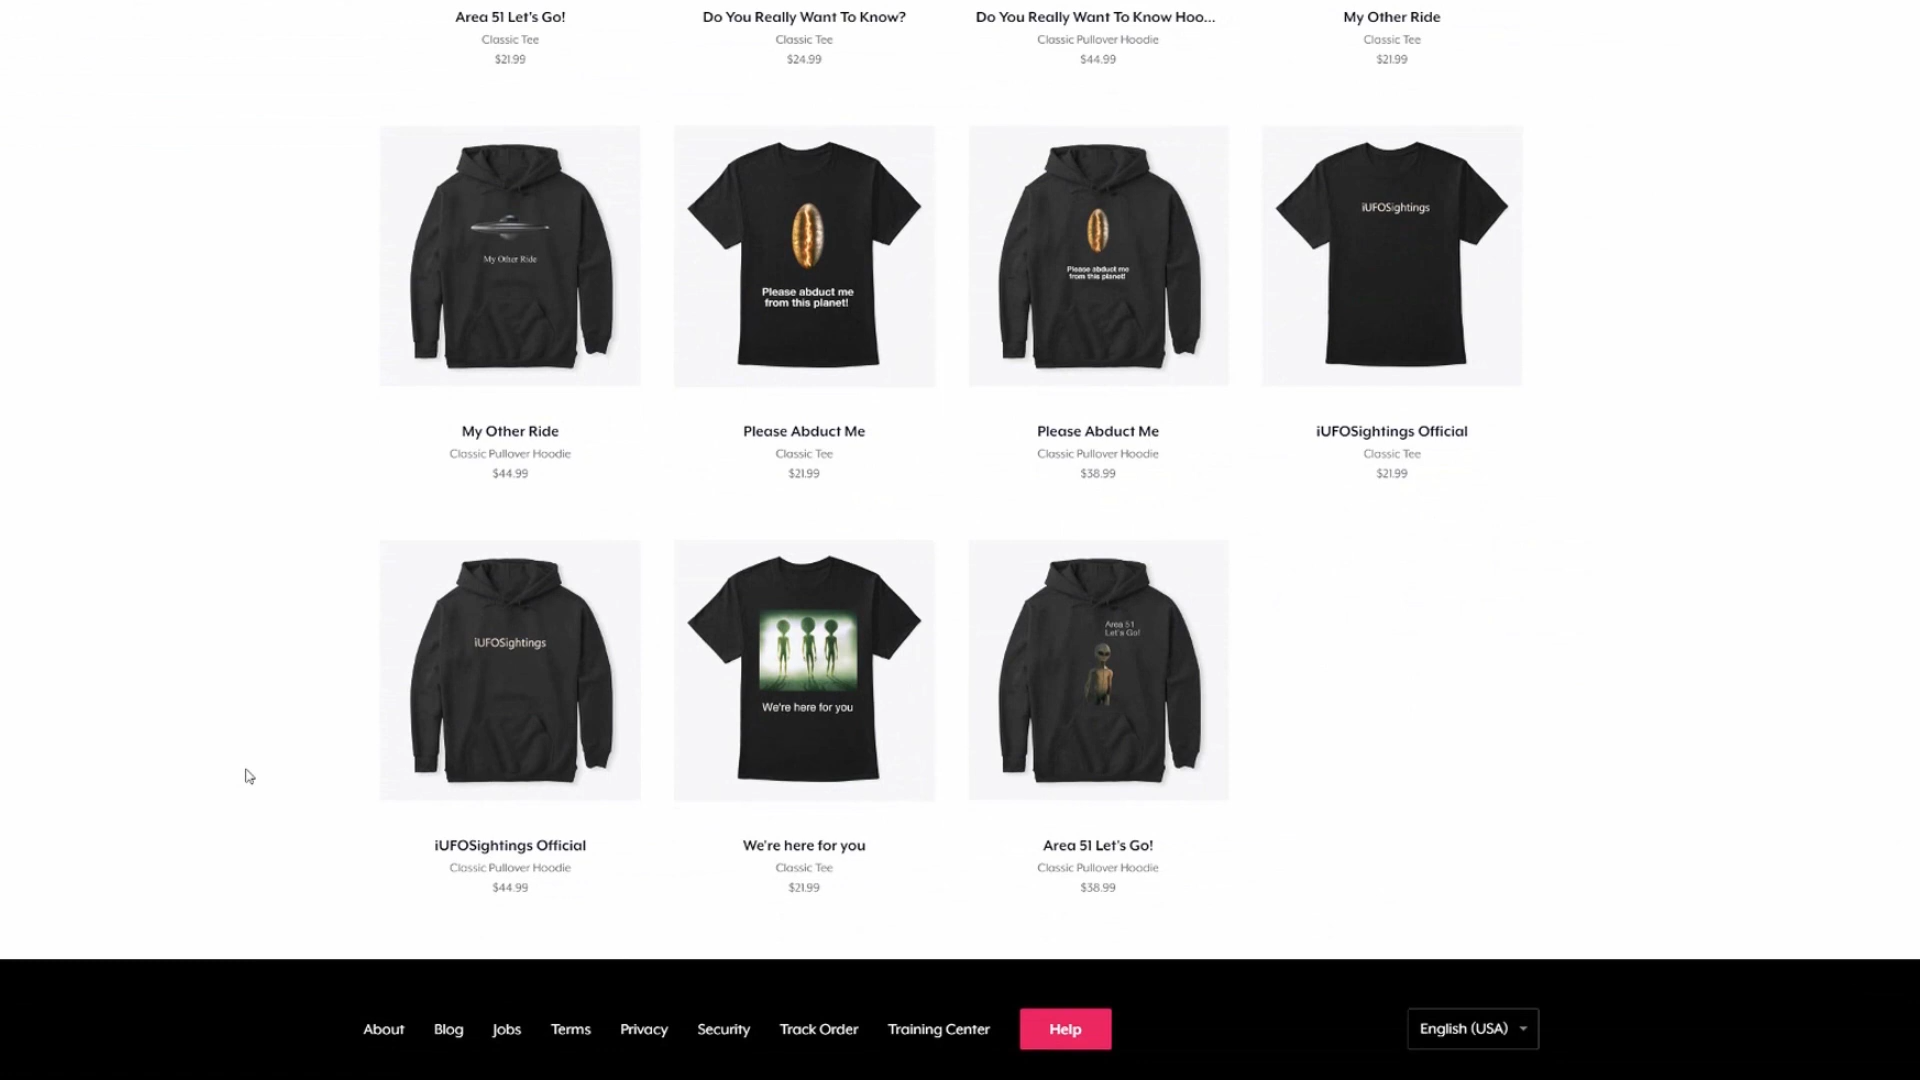 Area 51 Let's Go!
Classic Tee
$21.99
Do You Really Want To Know?
Classic Tee
$24.99
Do You Really Want To Know Hoo...
Classic Pullover Hoodie
$44.99
My Other Ride
Classic Tee
$21.99
My Other Ride
Please abduct me
from this planet!
Please abduct me
from this planet!
iUFOSightings
My Other Ride
Classic Pullover Hoodie
$44.99
Please Abduct Me
Classic Tee
$21.99
Please Abduct Me
Classic Pullover Hoodie
$38.99
iUFOSightings Official
Classic Tee
$21.99
iUFOSightings
We're here for you
Area 51
Let's Go!
iUFOSightings Official
Classic Pullover Hoodie
$44.99
We're here for you
Classic Tee
$21.99
Area 51 Let's Go!
Classic Pullover Hoodie
$38.99
About Blog Jobs Terms Privacy Security Track Order Training Center Help English (USA)